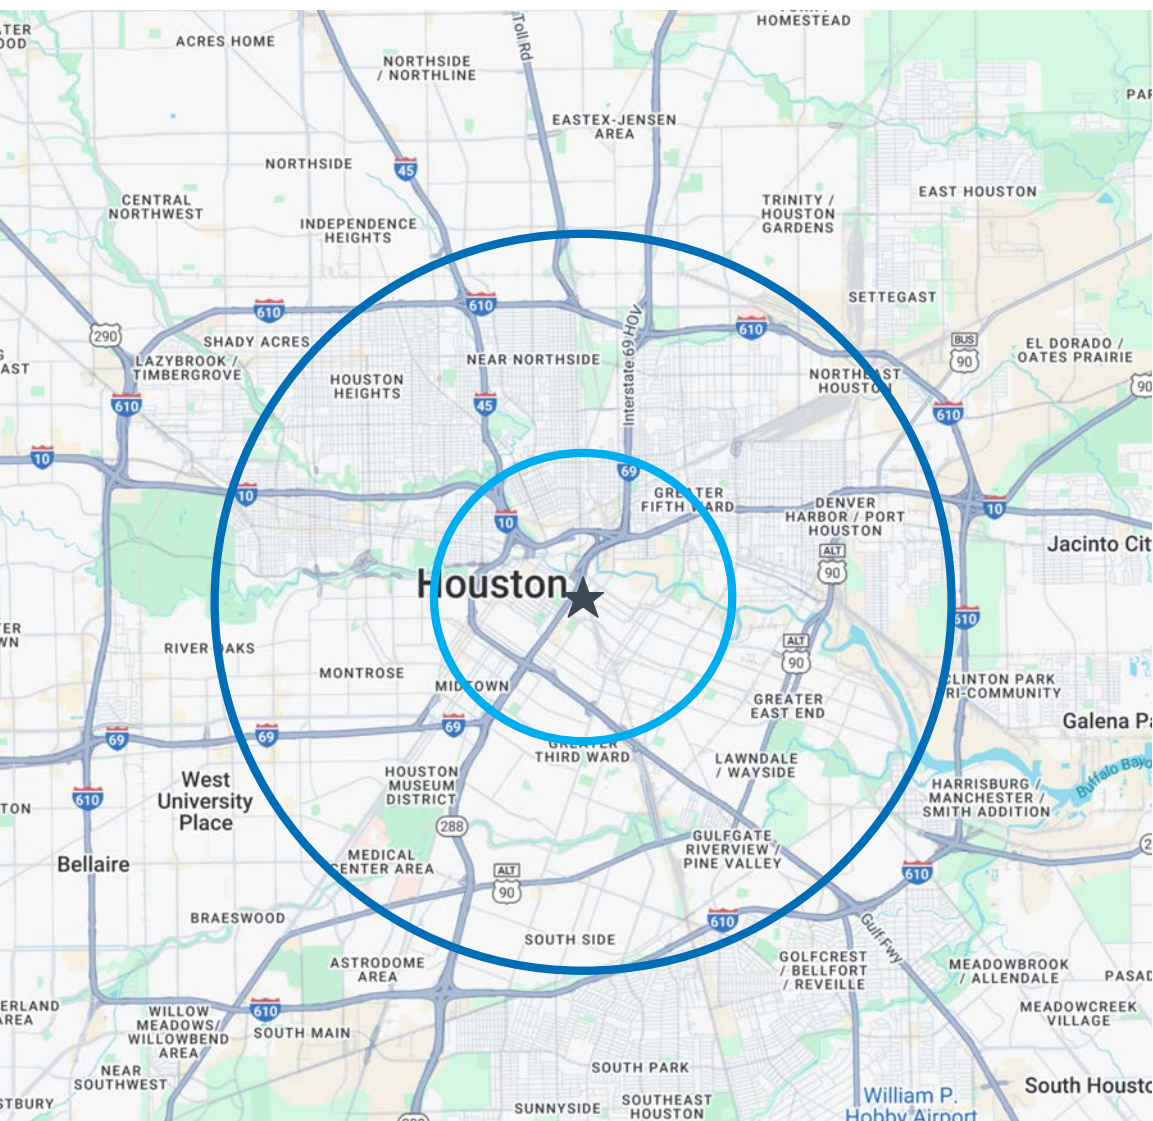 HOMESTEAD
ACRES HOME
Toll Rd
NORTHSIDE
/ NORTHLINE
EASTEX-JENSEN
AREA
45
NORTHSIDE
CENTRAL
NORTHWEST
INDEPENDENCE
HEIGHTS
TRINITY /
HOUSTON
GARDENS
EAST HOUSTON
SETTEGAST
610
610
610
290
SHADY ACRES
LAZYBROOK /
TIMBERGROVE
HOUSTON
HEIGHTS
NEAR NORTHSIDE
Interstate 69 HOV
NORTHEAST
HOUSTON
BUS
90
EL DORADO /
OATES PRAIRIE
90
610
45
610
10
10
69
GREATER
FIFTH WARD
10
DENVER
HARBOR / PORT
HOUSTON
10
Jacinto Cit
ALT
90
Houston
610
RIVER OAKS
MONTROSE
MIDTOWN
ALT
90
GREATER
EAST END
CLINTON PARK
TRI-COMMUNITY
Galena Pa
69
69
69
GREATER
THIRD WARD
LAWNDALE
/ WAYSIDE
Buffalo Bayo
West
University
Place
HOUSTON
MUSEUM
DISTRICT
610
HARRISBURG /
MANCHESTER /
SMITH ADDITION
288
GULFGATE
RIVERVIEW /
PINE VALLEY
Bellaire
MEDICAL
CENTER AREA
ALT
90
610
BRAESWOOD
610
Gulf Fwy
SOUTH SIDE
ASTRODOME
AREA
GOLFCREST
/ BELLFORT
/ REVEILLE
MEADOWBROOK
/ ALLENDALE
PASAD
ERLAND
AREA
WILLOW
MEADOWS/
WILLOWBEND
AREA
610
SOUTH MAIN
MEADOWCREEK
VILLAGE
NEAR
SOUTHWEST
SOUTH PARK
South Housto
STBURY
SUNNYSIDE
SOUTHEAST
HOUSTON
William P.
Hobby Airport